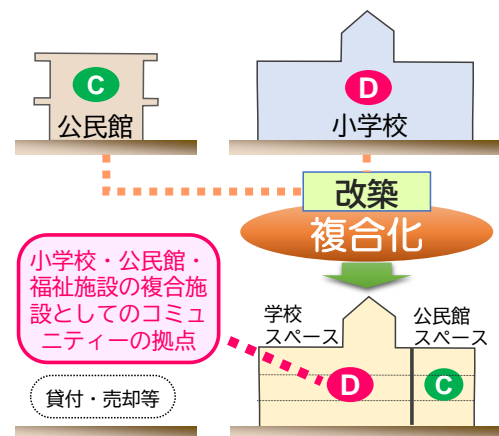 C
公民館
D
小学校
改築
複合化
小学校・公民館・
福祉施設の複合施
設としてのコミュ
ニティーの拠点
学校
スペース
公民館
スペース
D
C
貸付・売却等